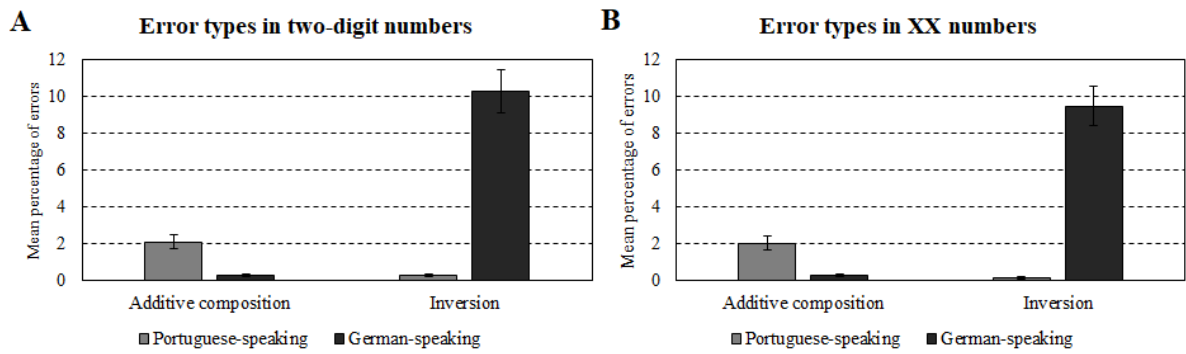 A
Error types in two-digit numbers
Mean percentage of errors
12
10
8
6
4
2
0
Additive composition
Inversion
Portuguese-speaking
German-speaking
B
Error types in XX numbers
Mean percentage of errors
12
10
8
6
4
2
0
Additive composition
Inversion
Portuguese-speaking
German-speaking